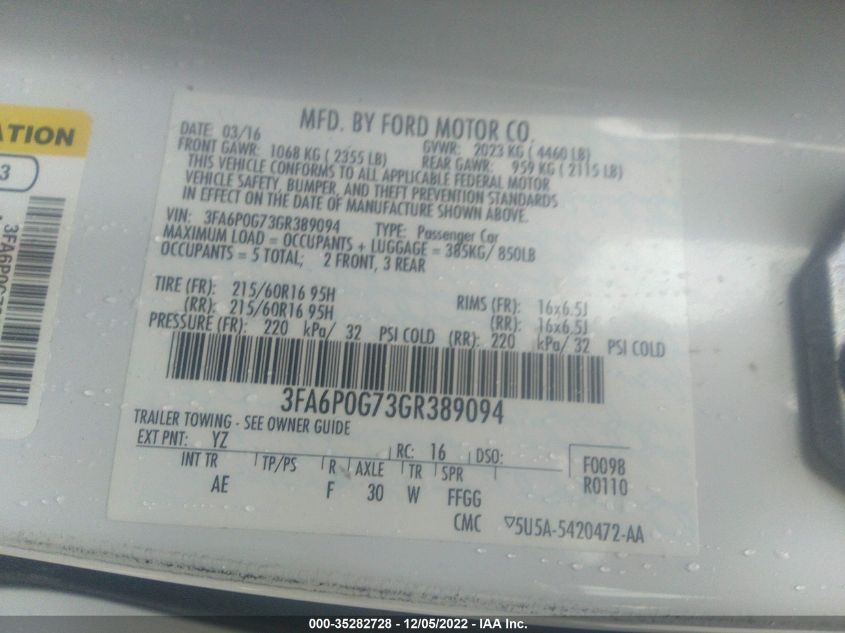 MFD. BY FORD MOTOR CO.
DATE: 03/16 GVWR: 2023 KG ( 4460 LB)
FRONT GAWR: 1068 KG ( 2355 LB) REAR GAWR: 959 KG ( 2115 LB)
THIS VEHICLE CONFORMS TO ALL APPLICABLE FEDERAL MOTOR
VEHICLE SAFETY, BUMPER, AND THEFT PREVENTION STANDARDS
IN EFFECT ON THE DATE OF MANUFACTURE SHOWN ABOVE.
VIN: 3FA6P0G73GR389094 TYPE: Passenger Car
MAXIMUM LOAD = OCCUPANTS + LUGGAGE = 385KG/ 850LB
OCCUPANTS = 5 TOTAL; 2 FRONT, 3 REAR
TIRE (FR): 215/60R16 95H RIMS (FR): 16x6.5J
(RR): 215/60R16 95H (RR): 16x6.5J
PRESSURE (FR): 220 kPa/ 32 PSI COLD (RR): 220 kPa/ 32 PSI COLD
3FA6P0G73GR389094
TRAILER TOWING - SEE OWNER GUIDE
EXT PNT: YZ RC: 16 DSO: F0098
INT TR TP/PS R AXLE TR SPR R0110
AE F 30 W FFGG
CMC ▽5U5A-5420472-AA
ATION
3
000-35282728 - 12/05/2022 - IAA Inc.